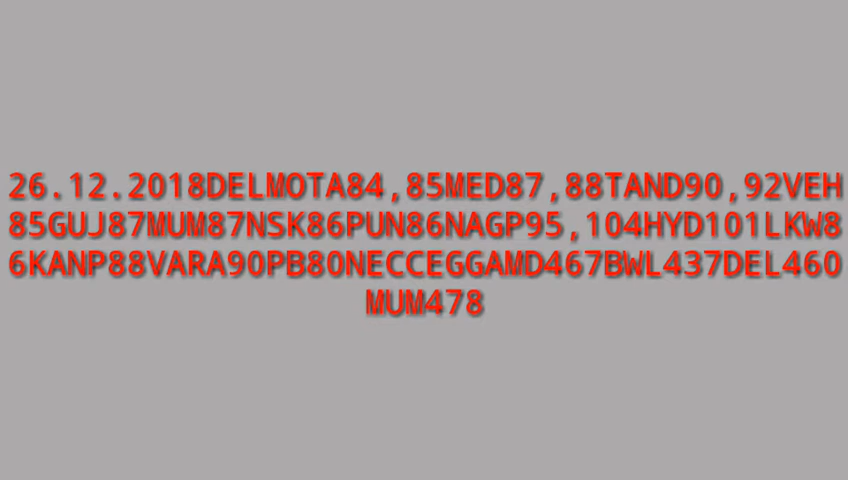 26.12.2018DELMOTA84,85MED87,88TAND90,92VEH
85GUJ87MUM87NSK86PUN86NAGP95,104HYD101LKW8
6KANP88VARA90PB80NECCEGGAMD467BWL437DEL460
MUM478